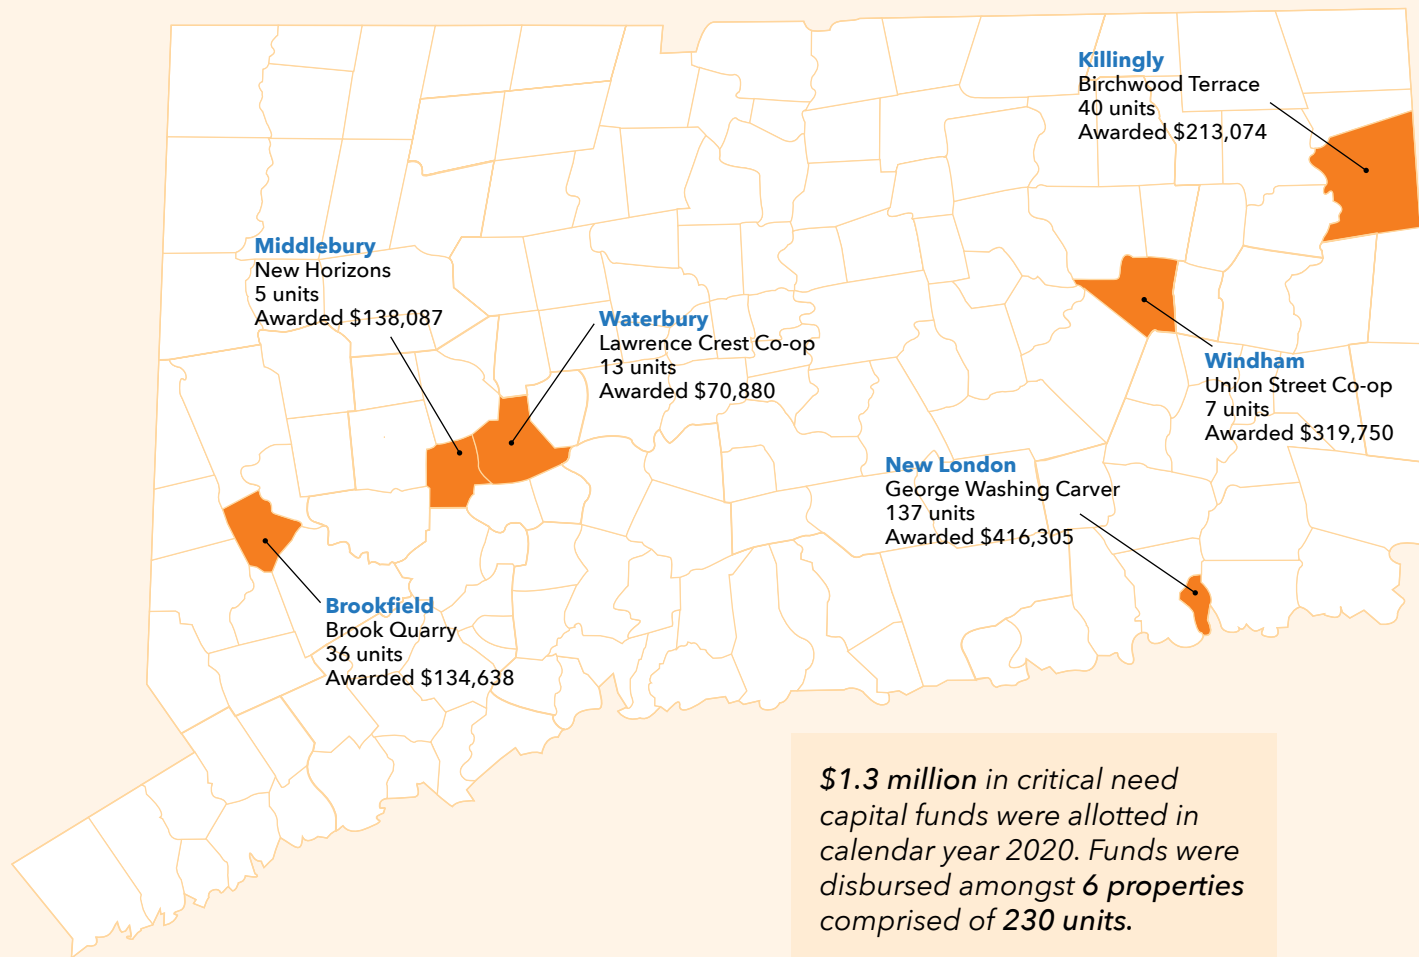 Killingly
Birchwood Terrace
40 units
Awarded $213,074
Middlebury
New Horizons
5 units
Awarded $138,087
Waterbury
Lawrence Crest Co-op
13 units
Awarded $70,880
Windham
Union Street Co-op
7 units
Awarded $319,750
New London
George Washing Carver
137 units
Awarded $416,305
Brookfield
Brook Quarry
36 units
Awarded $134,638
$1.3 million in critical need
capital funds were allotted in
calendar year 2020. Funds were
disbursed amongst 6 properties
comprised of 230 units.